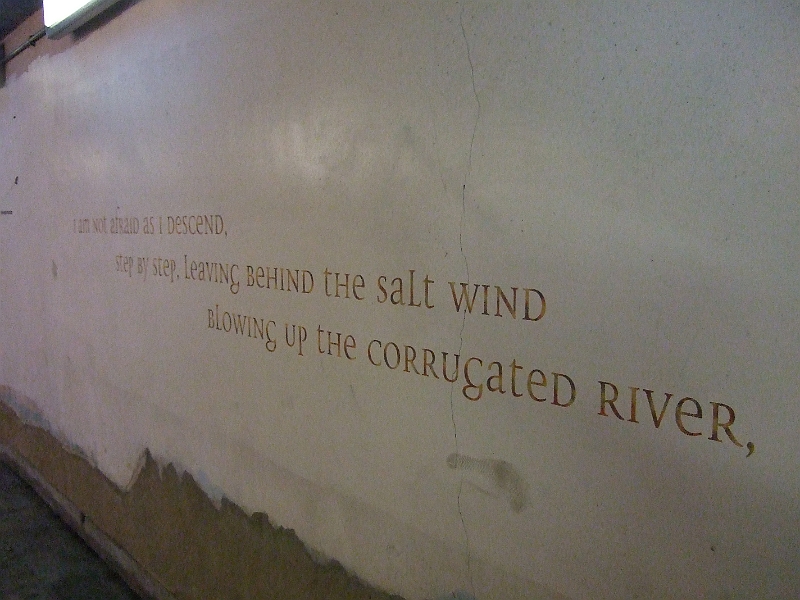 I am not afraid as I descend,
step by step, leaving behind the salt wind
blowing up the corrugated river,